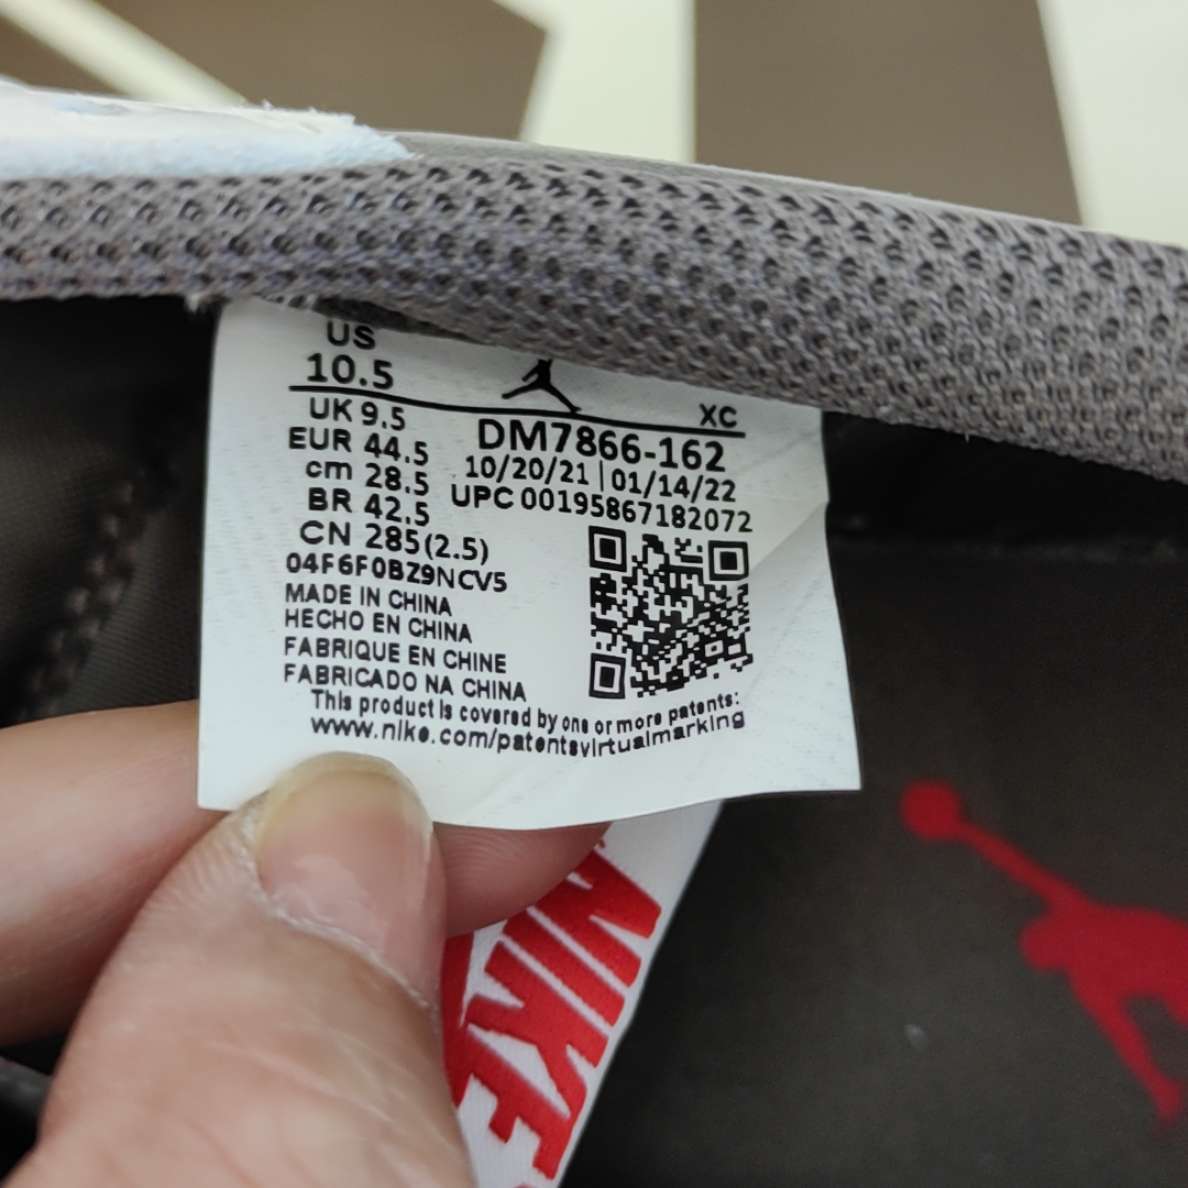 US
10.5
XC
UK 9.5
EUR 44.5
cm 28.5
BR 42.5
CN 285(2.5)
04F6F0BZ9NCV5
DM7866-162
10/20/21 | 01/14/22
UPC 00195867182072
MADE IN CHINA
HECHO EN CHINA
FABRIQUE EN CHINE
FABRICADO NA CHINA
This product is covered by one or more patents:
www.nike.com/patentsvirtualmarking
NIKE